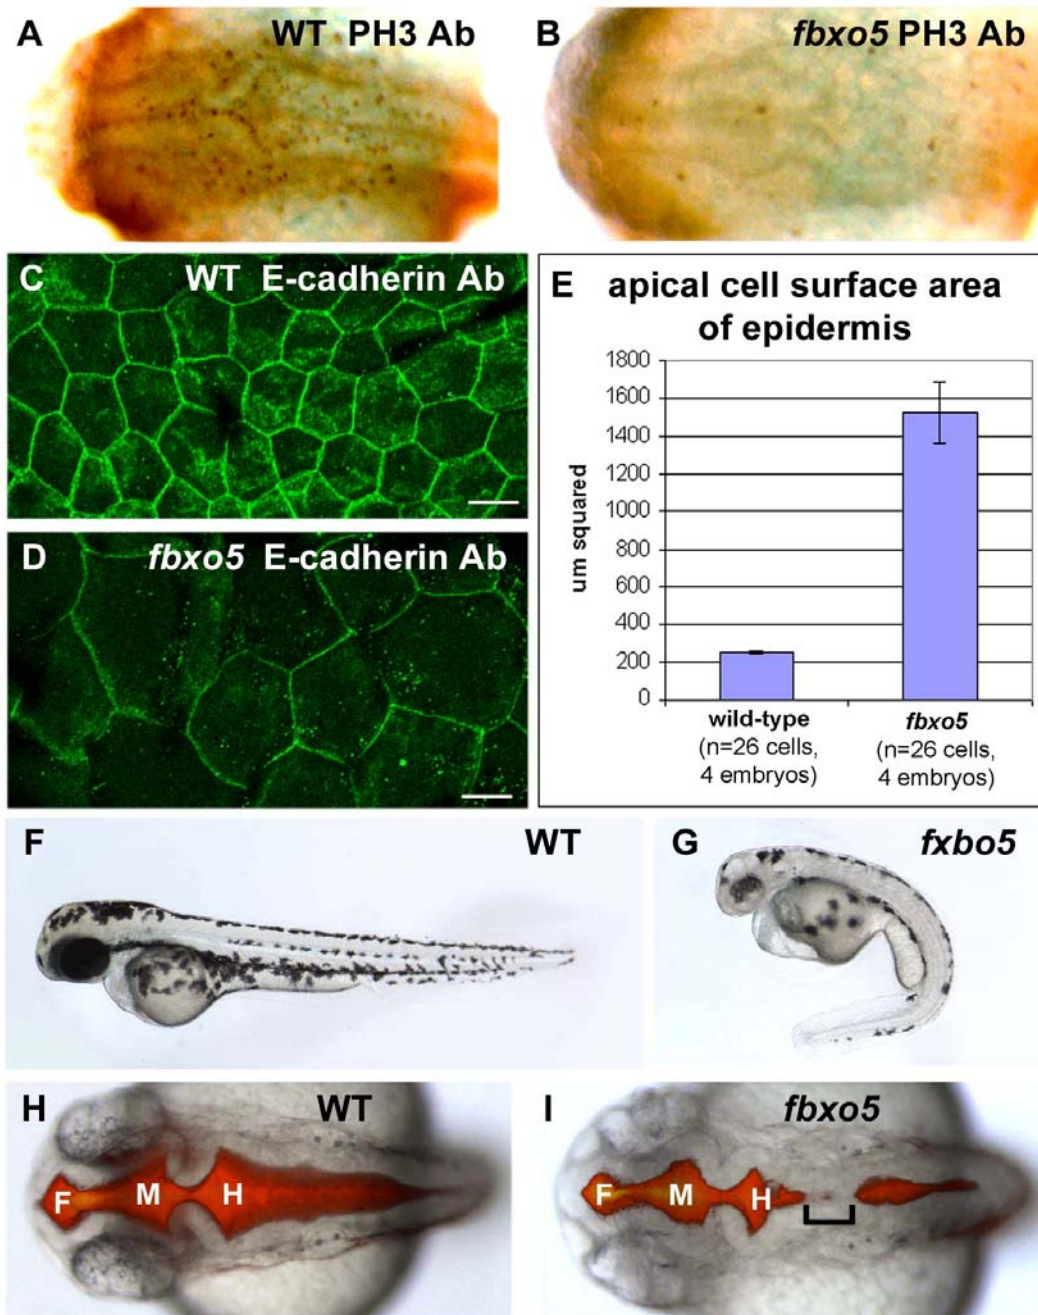 A WT PH3 Ab
B fbxo5 PH3 Ab
C WT E-cadherin Ab
D fbxo5 E-cadherin Ab
E apical cell surface area
of epidermis
1800
1600
1400
1200
1000
800
600
400
200
0
um squared
wild-type
(n=26 cells,
4 embryos)
fbxo5
(n=26 cells,
4 embryos)
F WT
G fxbo5
H WT
F M H
I fbxo5
F M H